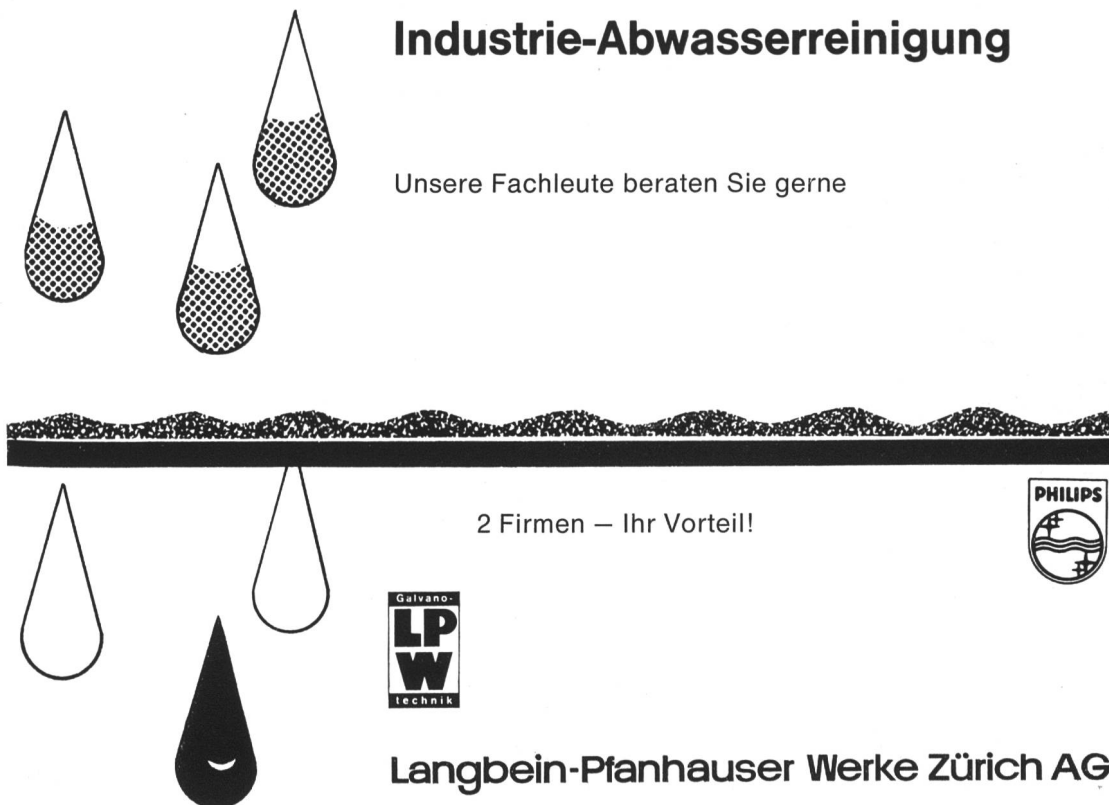 Industrie-Abwasserreinigung
Unsere Fachleute beraten Sie gerne
PHILIPS
2 Firmen – Ihr Vorteil!
Galvano-
LP
W
technik
Langbein-Pfanhauser Werke Zürich AG